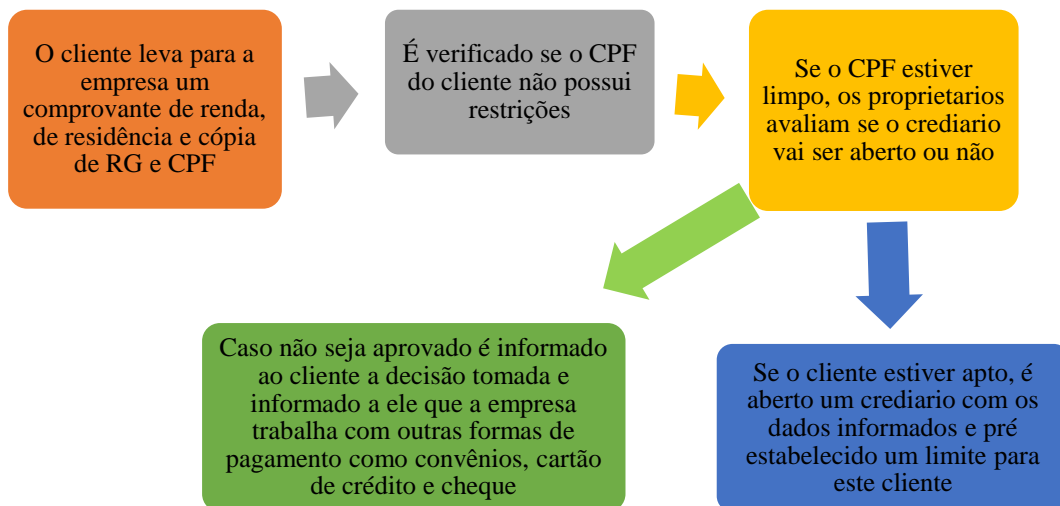 O cliente leva para a
empresa um
comprovante de renda,
de residência e cópia
de RG e CPF
É verificado se o CPF
do cliente não possui
restrições
Se o CPF estiver
limpo, os proprietarios
avaliam se o crediario
vai ser aberto ou não
Caso não seja aprovado é informado
ao cliente a decisão tomada e
informado a ele que a empresa
trabalha com outras formas de
pagamento como convênios, cartão
de crédito e cheque
Se o cliente estiver apto, é
aberto um crediario com os
dados informados e pré
estabelecido um limite para
este cliente